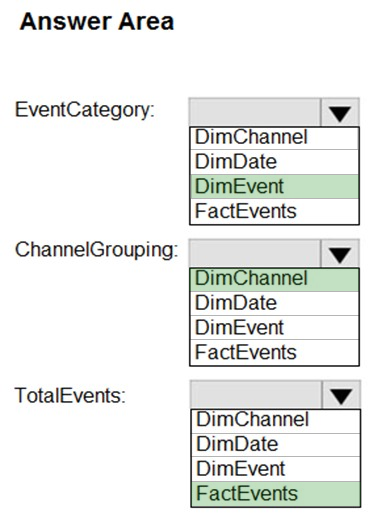 Answer Area
EventCategory:
DimChannel
DimDate
DimEvent
FactEvents
ChannelGrouping:
DimChannel
DimDate
DimEvent
FactEvents
TotalEvents:
DimChannel
DimDate
DimEvent
FactEvents